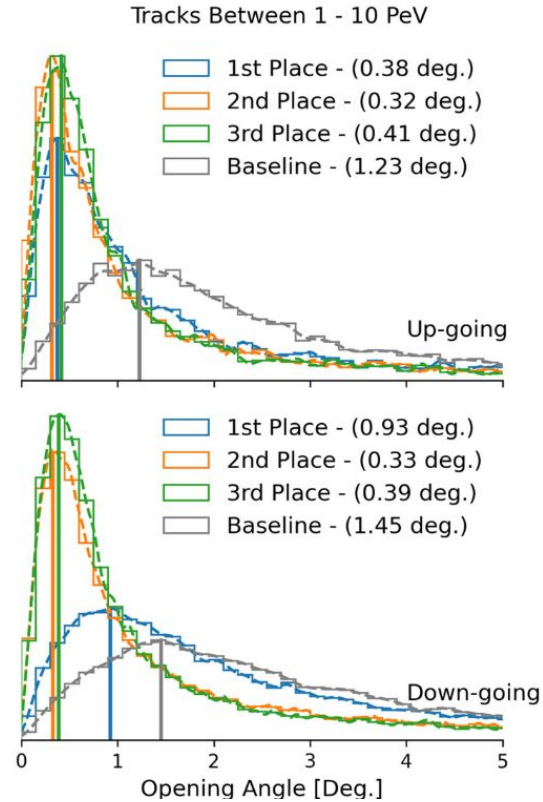 Tracks Between 1 - 10 PeV
1st Place - (0.38 deg.)
2nd Place - (0.32 deg.)
3rd Place - (0.41 deg.)
Baseline - (1.23 deg.)
Up-going
1st Place - (0.93 deg.)
2nd Place - (0.33 deg.)
3rd Place - (0.39 deg.)
Baseline - (1.45 deg.)
Down-going
0 1 2 3 4 5
Opening Angle [Deg.]